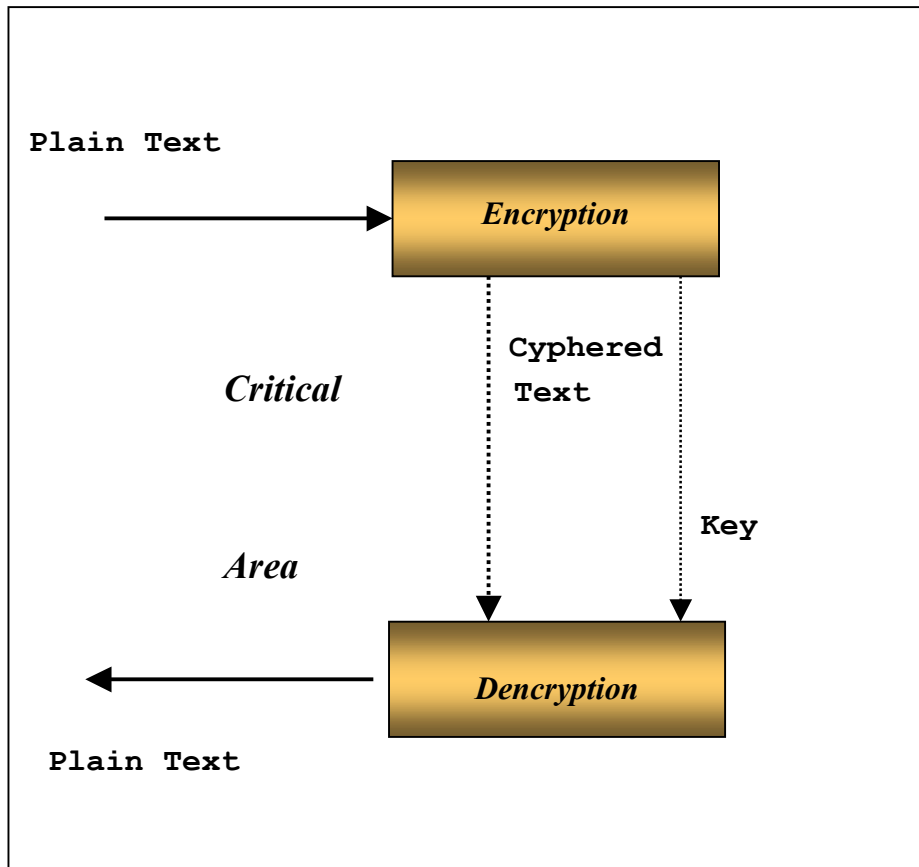 Plain Text
Encryption
Cyphered
Text
Critical
Key
Area
Dencryption
Plain Text